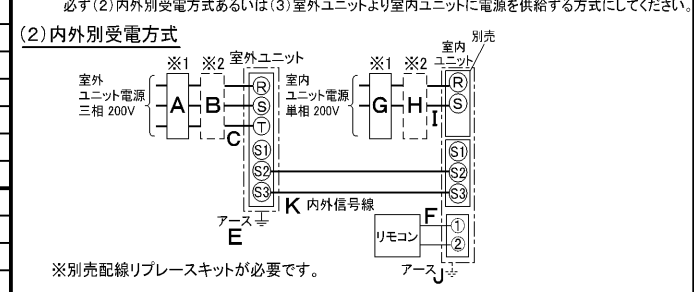 必ず(2)内外別受電方式あるいは(3)室外ユニットより室内ユニットに電源を供給する方式にしてください。
(2)内外別受電方式
別売
※1 ※2 室外ユニット
※1 ※2 室内ユニット
室外
ユニット電源
三相 200V
A B C
R
S
T
S1
S2
S3
室内
ユニット電源
単相 200V
G H I
R
S
S1
S2
S3
K 内外信号線
アース
E
リモコン
F
①
②
アース J
※別売配線リプレースキットが必要です。